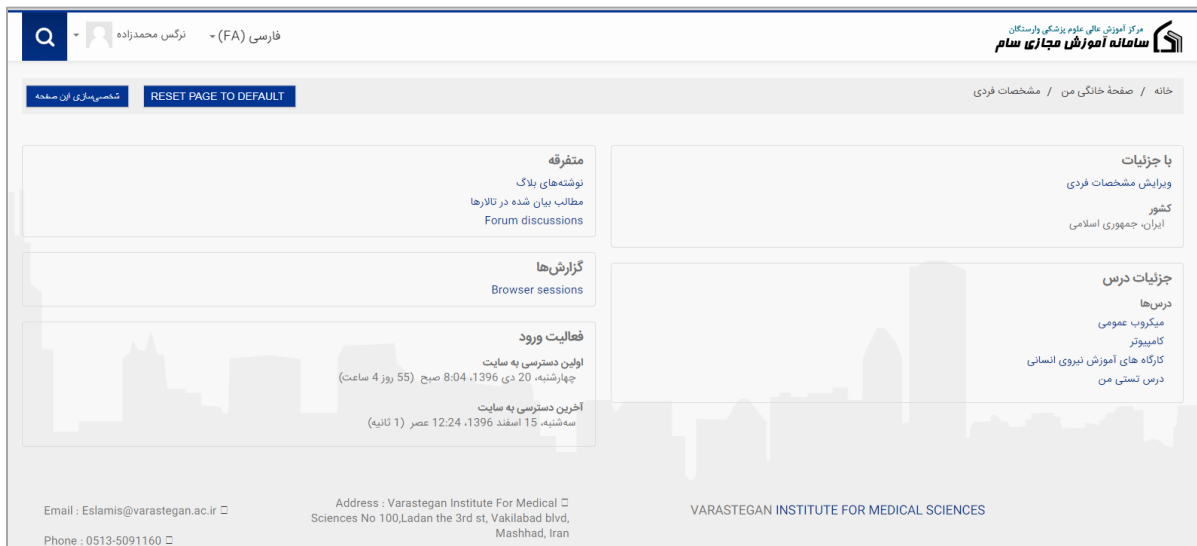 مرکز آموزش عالی علوم پزشکی وارستگان
سامانه آموزش مجازی سام
فارسی (FA)
نرگس محمدزاده
خانه / صفحهٔ خانگی من / مشخصات فردی
RESET PAGE TO DEFAULT
شخصی‌سازی این صفحه
با جزئیات
ویرایش مشخصات فردی
کشور
ایران، جمهوری اسلامی
جزئیات درس
درس‌ها
میکروب عمومی
کامپیوتر
کارگاه های آموزش نیروی انسانی
درس تستی من
متفرقه
نوشته‌های بلاگ
مطالب بیان شده در تالارها
Forum discussions
گزارش‌ها
Browser sessions
فعالیت ورود
اولین دسترسی به سایت
چهارشنبه، 20 دی 1396، 8:04 صبح (55 روز 4 ساعت)
آخرین دسترسی به سایت
سه‌شنبه، 15 اسفند 1396، 12:24 عصر (1 ثانیه)
VARASTEGAN INSTITUTE FOR MEDICAL SCIENCES
Address : Varastegan Institute For Medical
Sciences No 100,Ladan the 3rd st, Vakilabad blvd,
Mashhad, Iran
Email : Eslamis@varastegan.ac.ir
Phone : 0513-5091160